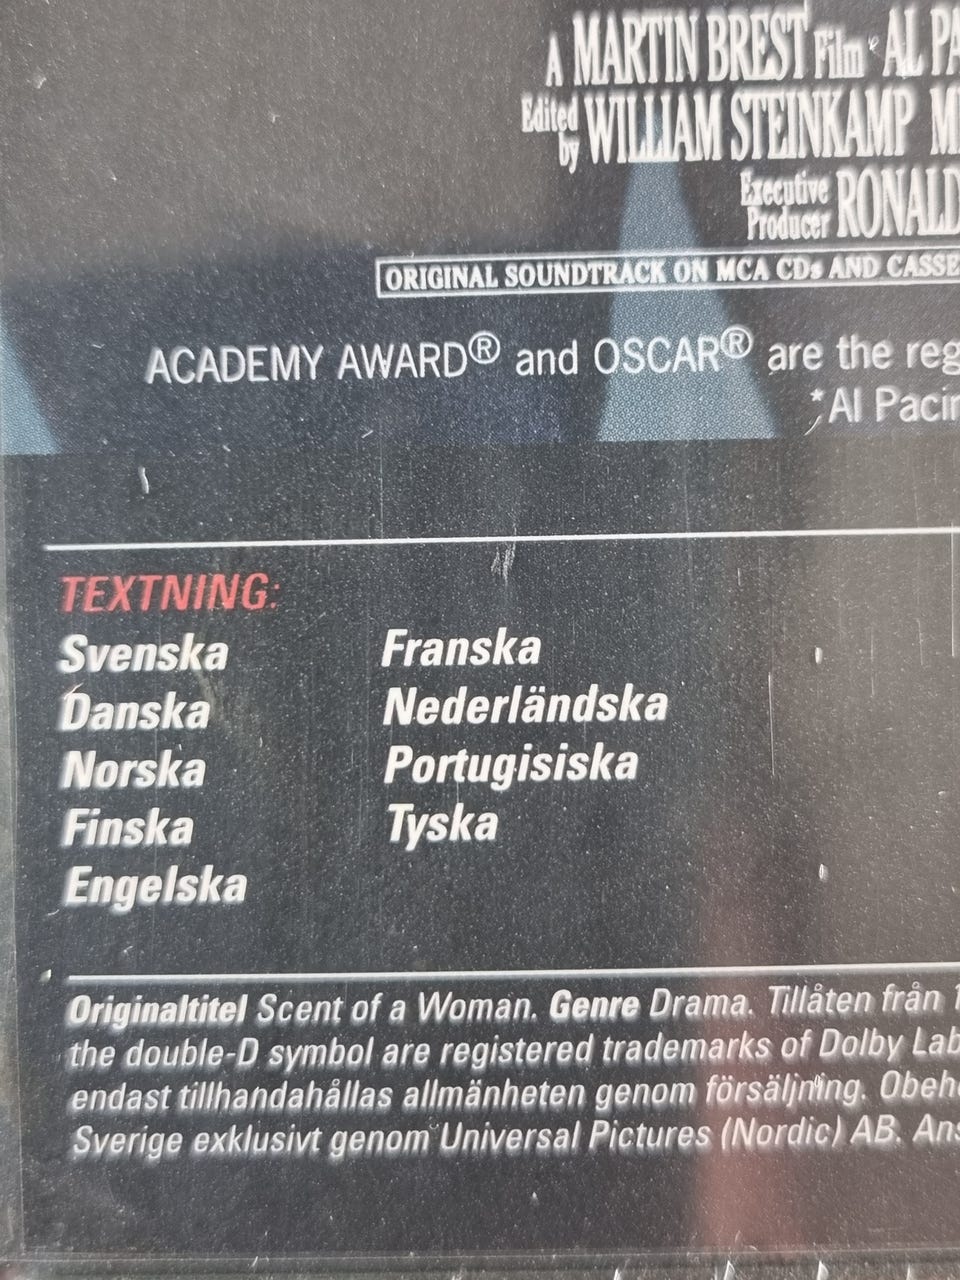 A MARTIN BREST Film AL PA
Edited by WILLIAM STEINKAMP M
Executive Producer RONALD
ORIGINAL SOUNDTRACK ON MCA CDs AND CASSE
ACADEMY AWARD® and OSCAR® are the reg
*Al Pacin
TEXTNING:
Svenska
Danska
Norska
Finska
Engelska
Franska
Nederländska
Portugisiska
Tyska
Originaltitel Scent of a Woman. Genre Drama. Tillåten från 1
the double-D symbol are registered trademarks of Dolby Lab
endast tillhandahållas allmänheten genom försäljning. Obeh
Sverige exklusivt genom Universal Pictures (Nordic) AB. Ans